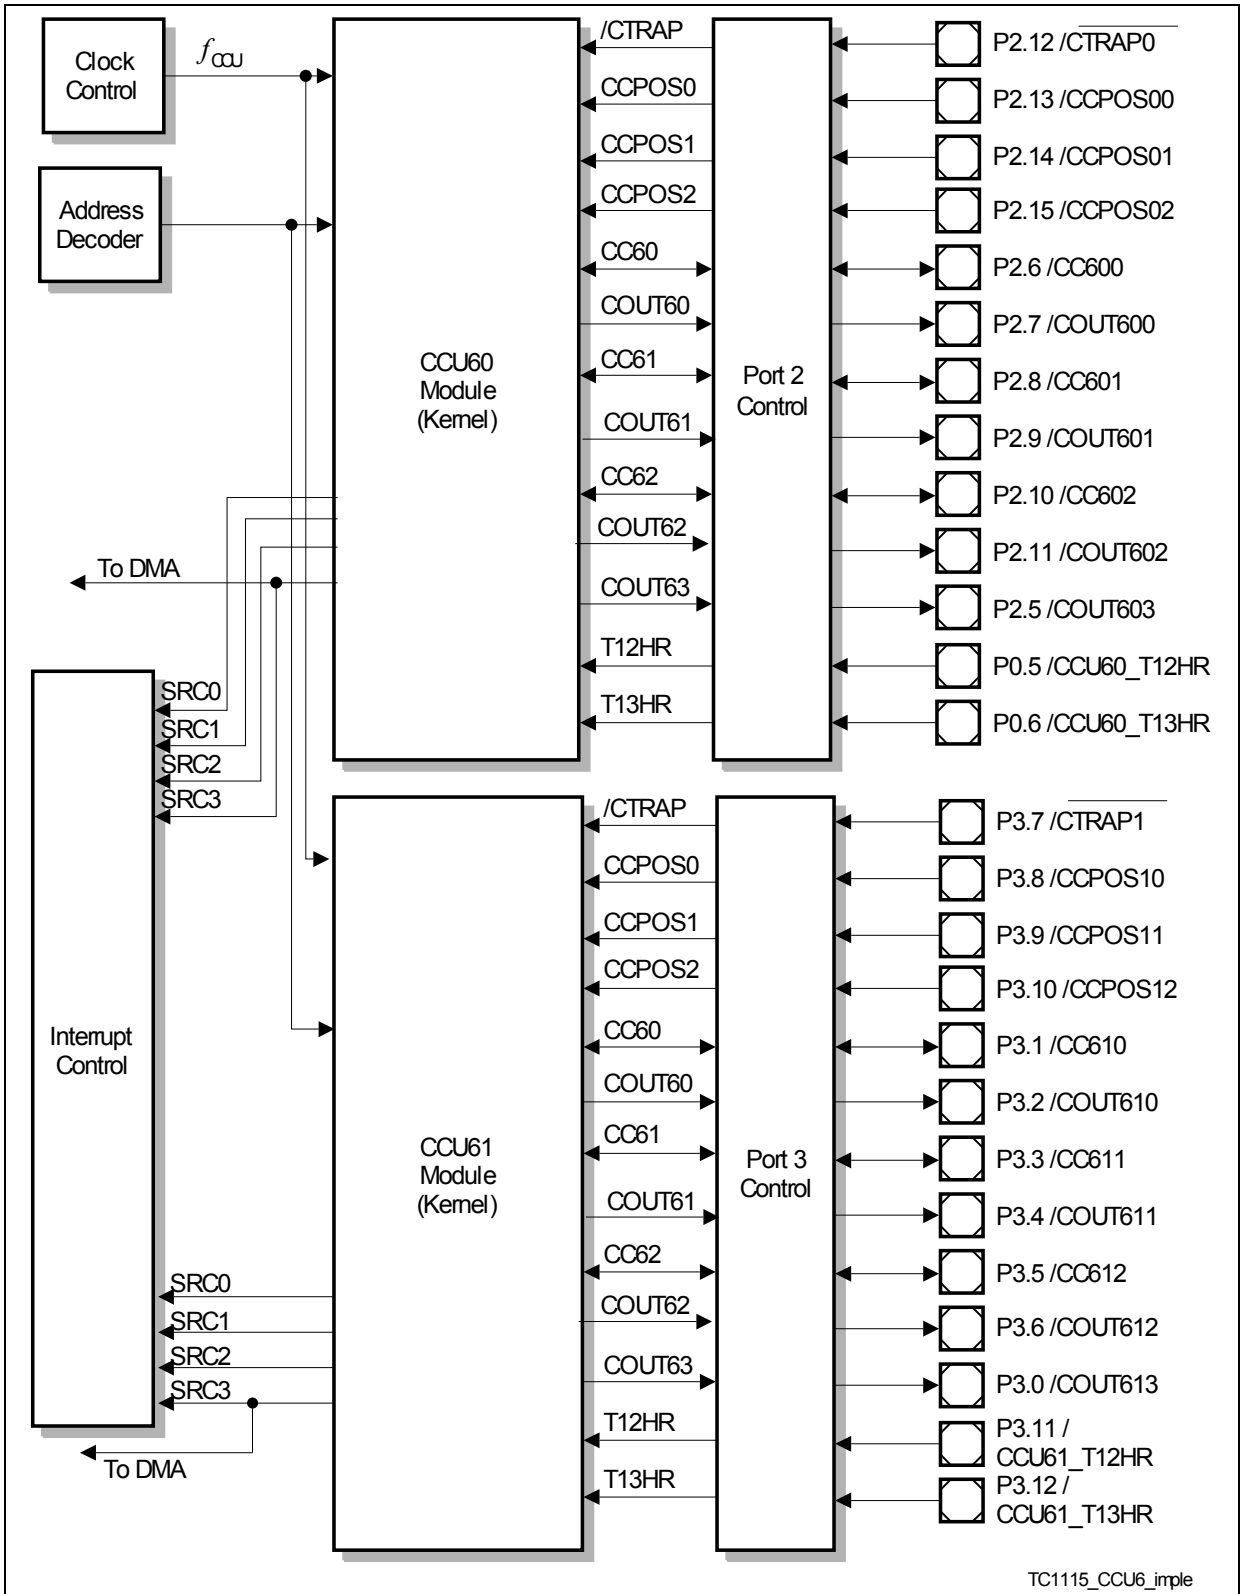 Clock
Control
fCCU
Address
Decoder
CCU60
Module
(Kernel)
/CTRAP
CCPOS0
CCPOS1
CCPOS2
CC60
COUT60
CC61
COUT61
CC62
COUT62
COUT63
T12HR
T13HR
Port 2
Control
P2.12 /CTRAP0
P2.13 /CCPOS00
P2.14 /CCPOS01
P2.15 /CCPOS02
P2.6 /CC600
P2.7 /COUT600
P2.8 /CC601
P2.9 /COUT601
P2.10 /CC602
P2.11 /COUT602
P2.5 /COUT603
P0.5 /CCU60_T12HR
P0.6 /CCU60_T13HR
To DMA
SRC0
SRC1
SRC2
SRC3
Interrupt
Control
CCU61
Module
(Kernel)
/CTRAP
CCPOS0
CCPOS1
CCPOS2
CC60
COUT60
CC61
COUT61
CC62
COUT62
COUT63
T12HR
T13HR
Port 3
Control
P3.7 /CTRAP1
P3.8 /CCPOS10
P3.9 /CCPOS11
P3.10 /CCPOS12
P3.1 /CC610
P3.2 /COUT610
P3.3 /CC611
P3.4 /COUT611
P3.5 /CC612
P3.6 /COUT612
P3.0 /COUT613
P3.11 /
CCU61_T12HR
P3.12 /
CCU61_T13HR
SRC0
SRC1
SRC2
SRC3
To DMA
TC1115_CCU6_imple